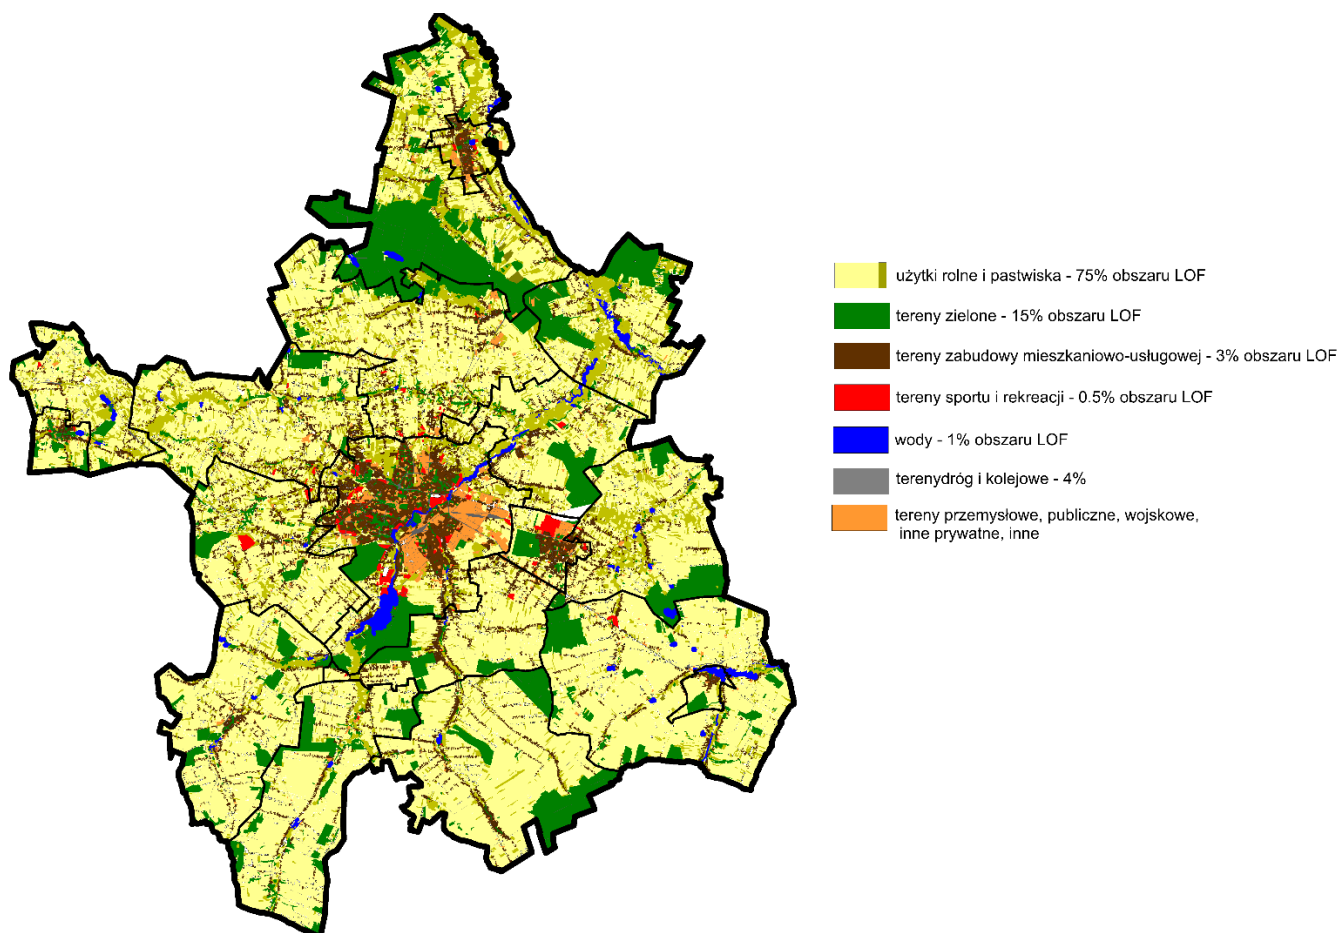 użytki rolne i pastwiska - 75% obszaru LOF
tereny zielone - 15% obszaru LOF
tereny zabudowy mieszkaniowo-usługowej - 3% obszaru LOF
tereny sportu i rekreacji - 0.5% obszaru LOF
wody - 1% obszaru LOF
terenydróg i kolejowe - 4%
tereny przemysłowe, publiczne, wojskowe,
inne prywatne, inne